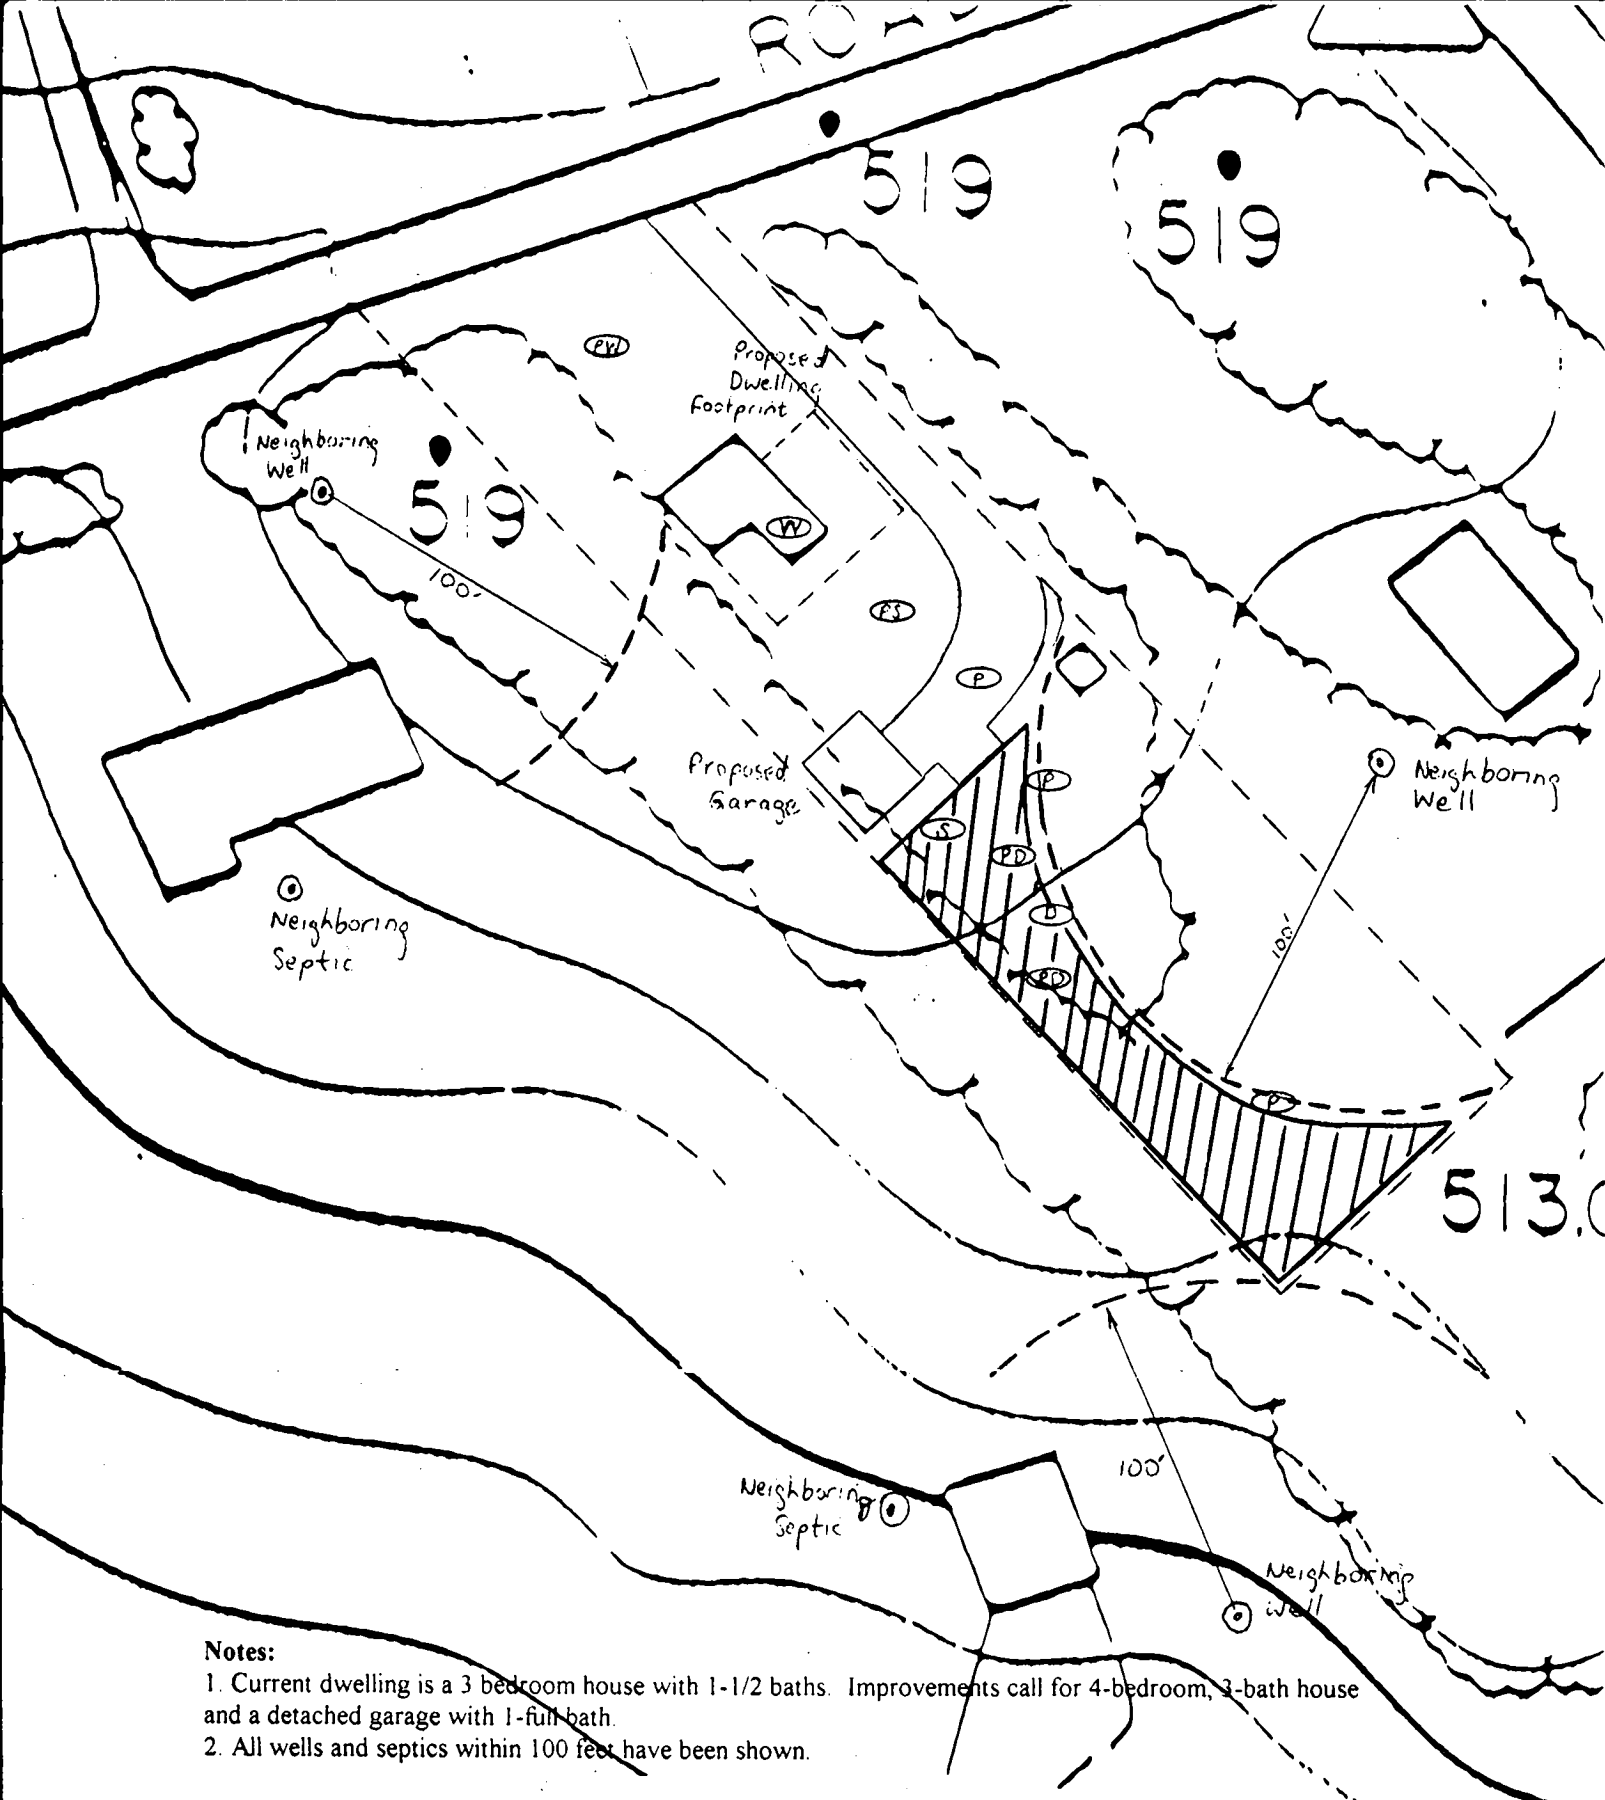 ROAD
519
519
PW
Proposed
Dwelling
Footprint
Neighboring
Well
519
W
100'
PS
P
Proposed
Garage
Neighboring
Well
P
S
PD
D
PD
Neighboring
Septic
100'
P
513.0
100'
Neighboring
Septic
Neighboring
Well
Notes:
1. Current dwelling is a 3 bedroom house with 1-1/2 baths. Improvements call for 4-bedroom, 3-bath house
and a detached garage with 1-full bath.
2. All wells and septics within 100 feet have been shown.